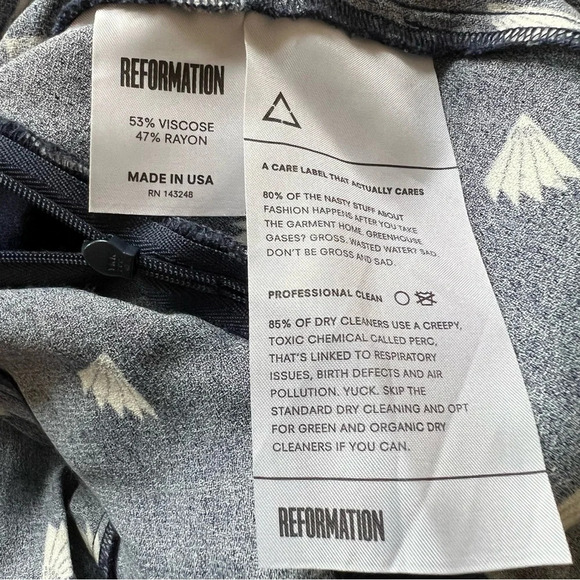 REFORMATION
53% VISCOSE
47% RAYON
MADE IN USA
RN 143248
A CARE LABEL THAT ACTUALLY CARES
80% OF THE NASTY STUFF ABOUT
FASHION HAPPENS AFTER YOU TAKE
THE GARMENT HOME. GREENHOUSE
GASES? GROSS. WASTED WATER? SAD.
DON'T BE GROSS AND SAD.
PROFESSIONAL CLEAN
85% OF DRY CLEANERS USE A CREEPY,
TOXIC CHEMICAL CALLED PERC,
THAT'S LINKED TO RESPIRATORY
ISSUES, BIRTH DEFECTS AND AIR
POLLUTION. YUCK. SKIP THE
STANDARD DRY CLEANING AND OPT
FOR GREEN AND ORGANIC DRY
CLEANERS IF YOU CAN.
REFORMATION